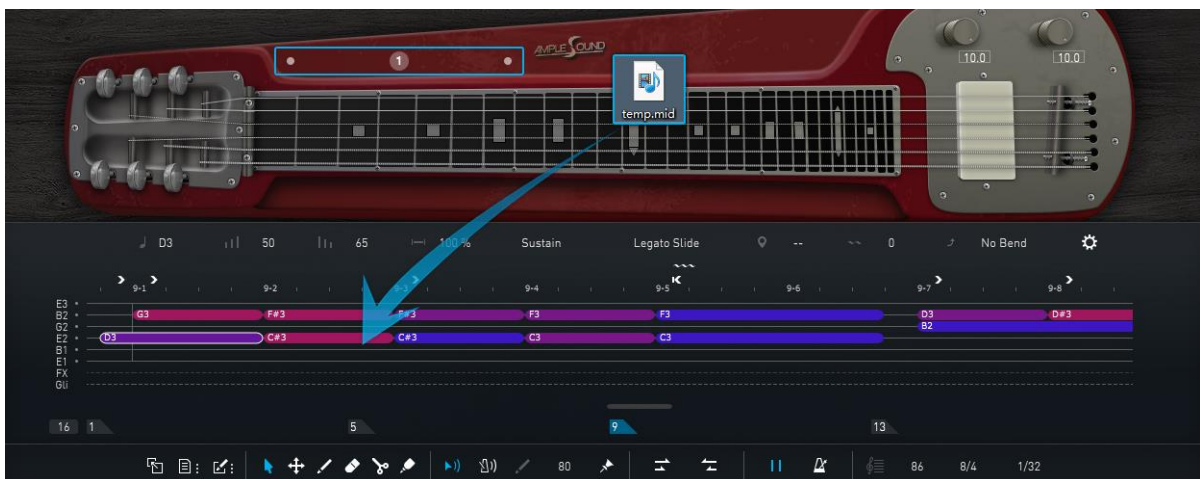 1
AMPLE SOUND
10.0 10.0
temp.mid
D3 50 65 100 % Sustain Legato Slide -- 0 No Bend
9-1 9-2 9-3 9-4 9-5 9-6 9-7 9-8
E3
B2 G3 F#3 F#3 F3 F3 D3 D#3
G2 B2
E2 D3 C#3 C#3 C3 C3
B1
E1
FX
Gli
16 1 5 9 13
80 86 8/4 1/32